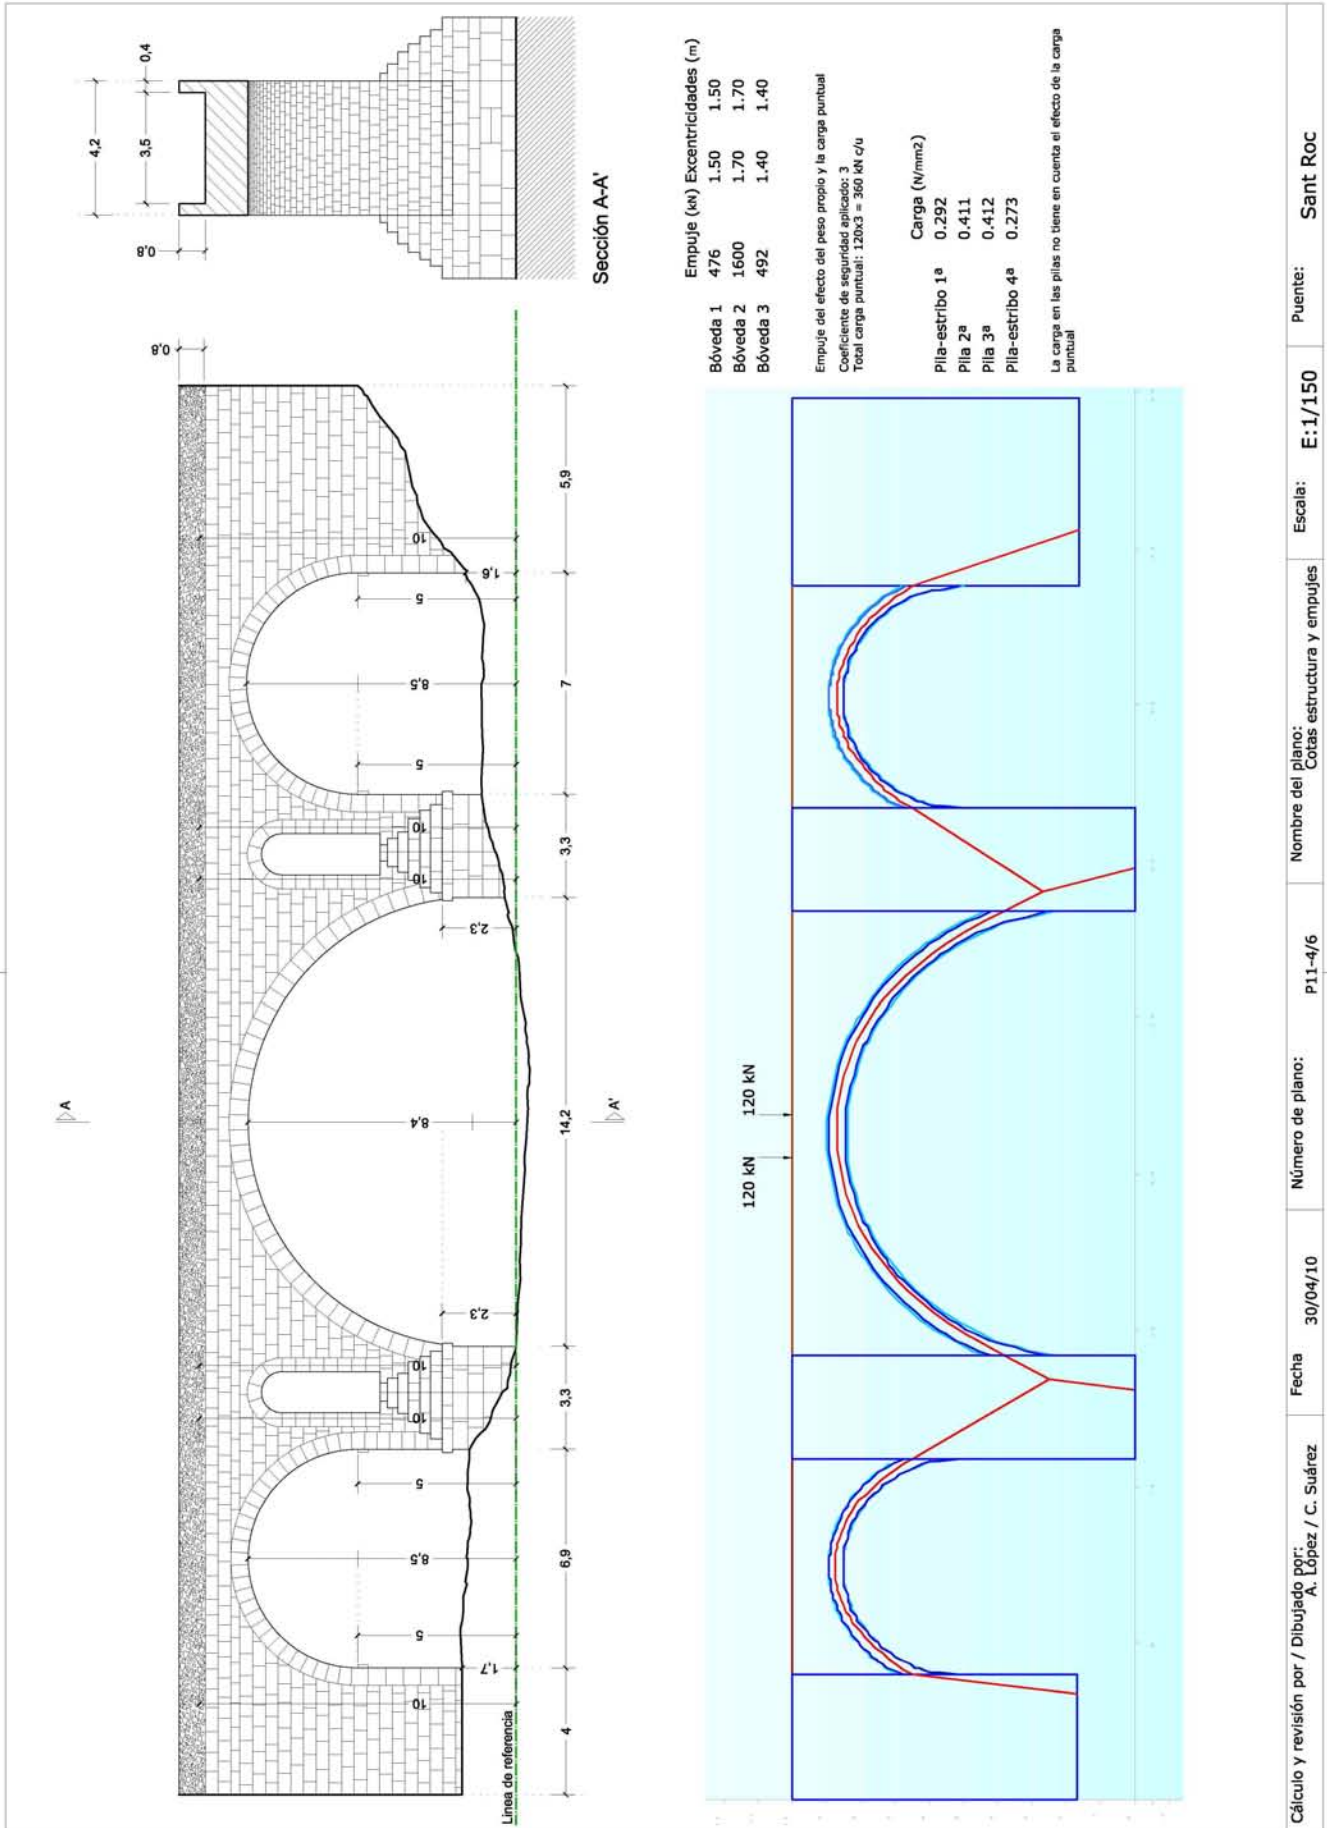 A
A'
0,8
4,2
3,5
0,4
0,8
Sección A-A'
10
1,7
5
8,5
5
10
10
2,3
8,4
2,3
10
10
5
8,5
5
1,6
10
Linea de referencia
4
6,9
3,3
14,2
3,3
7
5,9
120 kN
120 kN
Empuje (kN) Excentricidades (m)
Bóveda 1 476 1.50 1.50
Bóveda 2 1600 1.70 1.70
Bóveda 3 492 1.40 1.40
Empuje del efecto del peso propio y la carga puntual
Coeficiente de seguridad aplicado: 3
Total carga puntual: 120x3 = 360 kN c/u
Carga (N/mm2)
Pila-estribo 1ª 0.292
Pila 2ª 0.411
Pila 3ª 0.412
Pila-estribo 4ª 0.273
La carga en las pilas no tiene en cuenta el efecto de la carga
puntual
Cálculo y revisión por / Dibujado por:
A. López / C. Suárez
Fecha
30/04/10
Número de plano:
P11-4/6
Nombre del plano:
Cotas estructura y empujes
Escala:
E:1/150
Puente:
Sant Roc